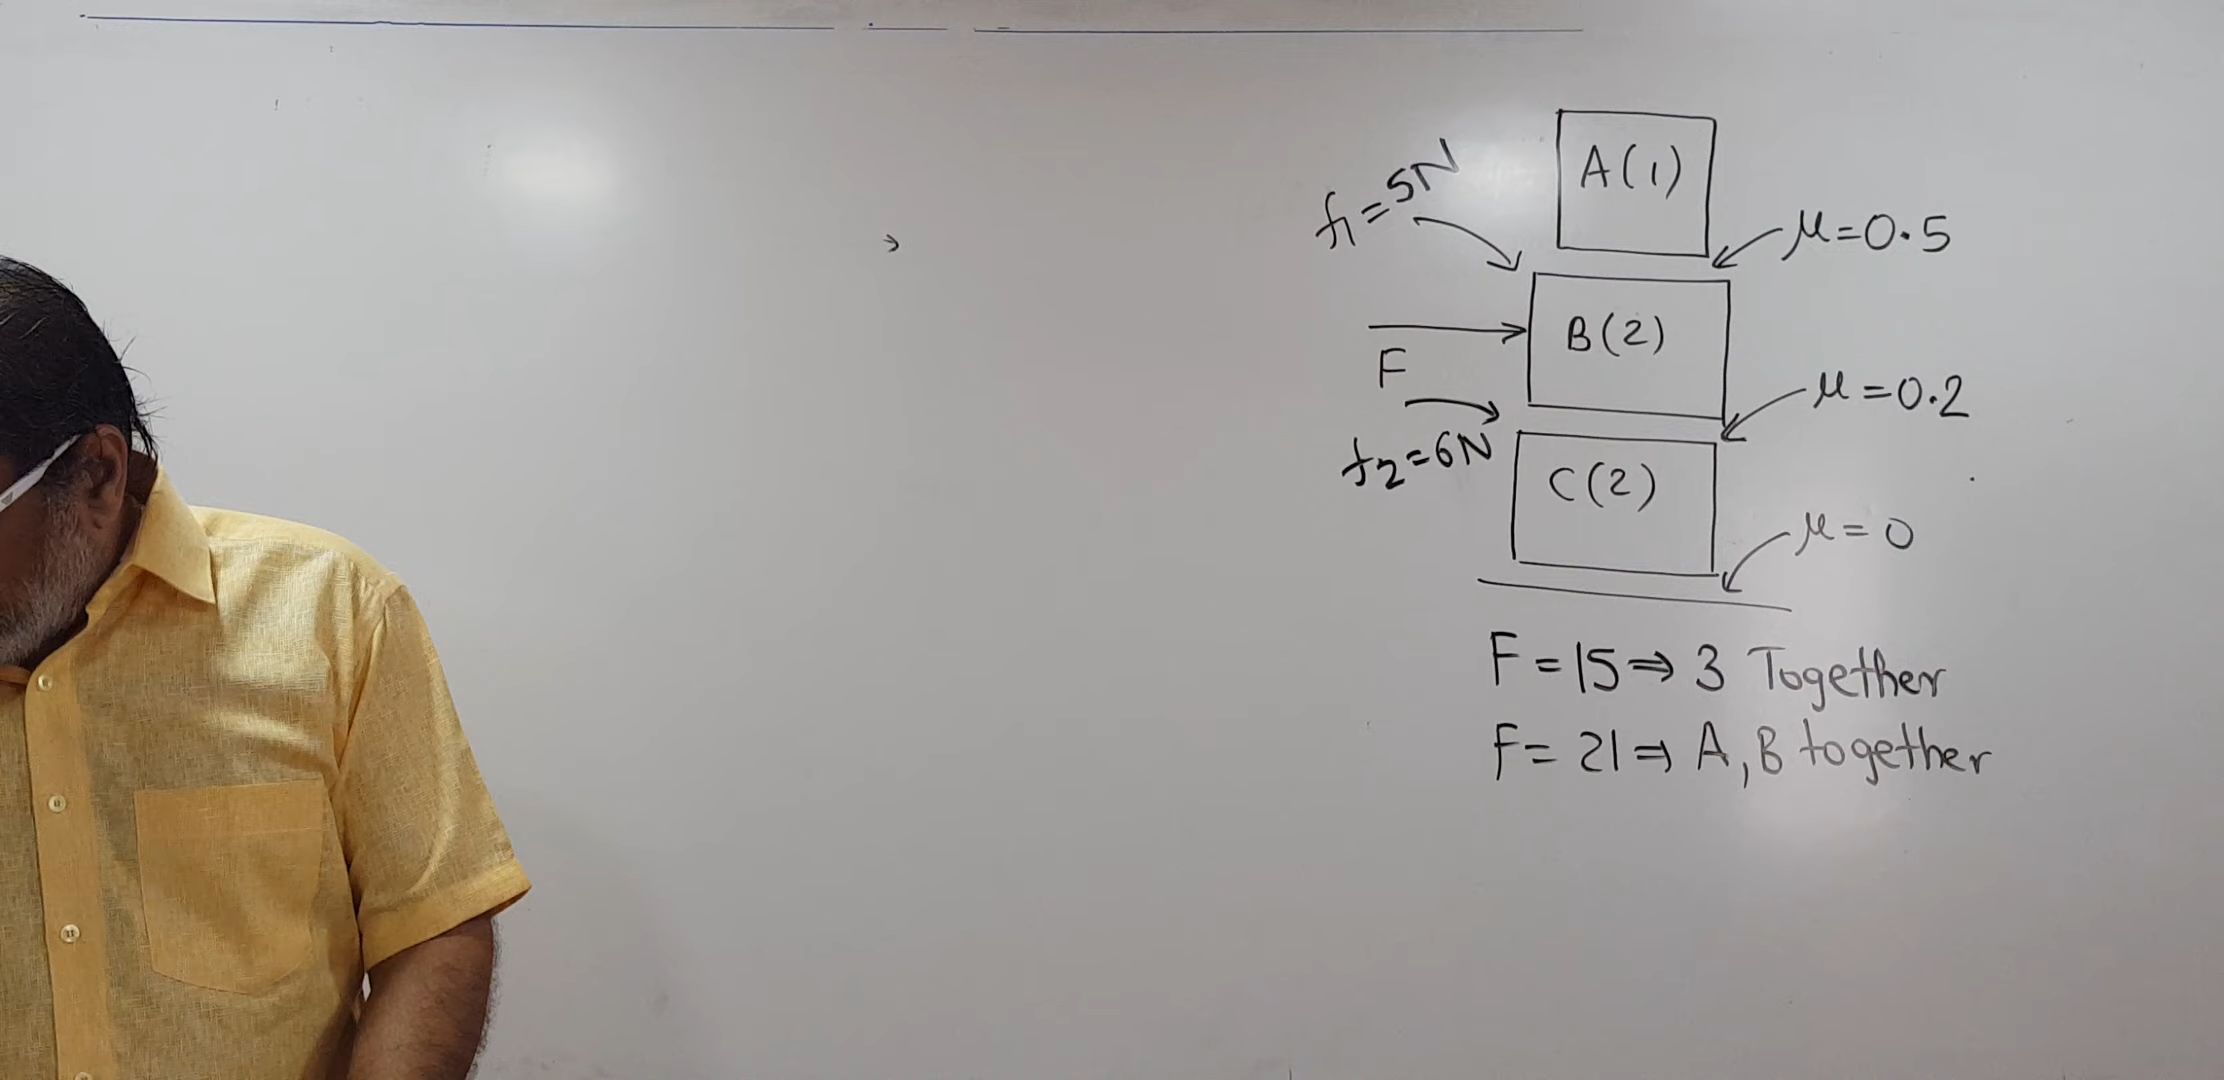 A(1)
f1=5N
μ=0.5
B(2)
F
μ=0.2
f2=6N
C(2)
μ=0
F=15⇒3 Together
F=21⇒A,B together